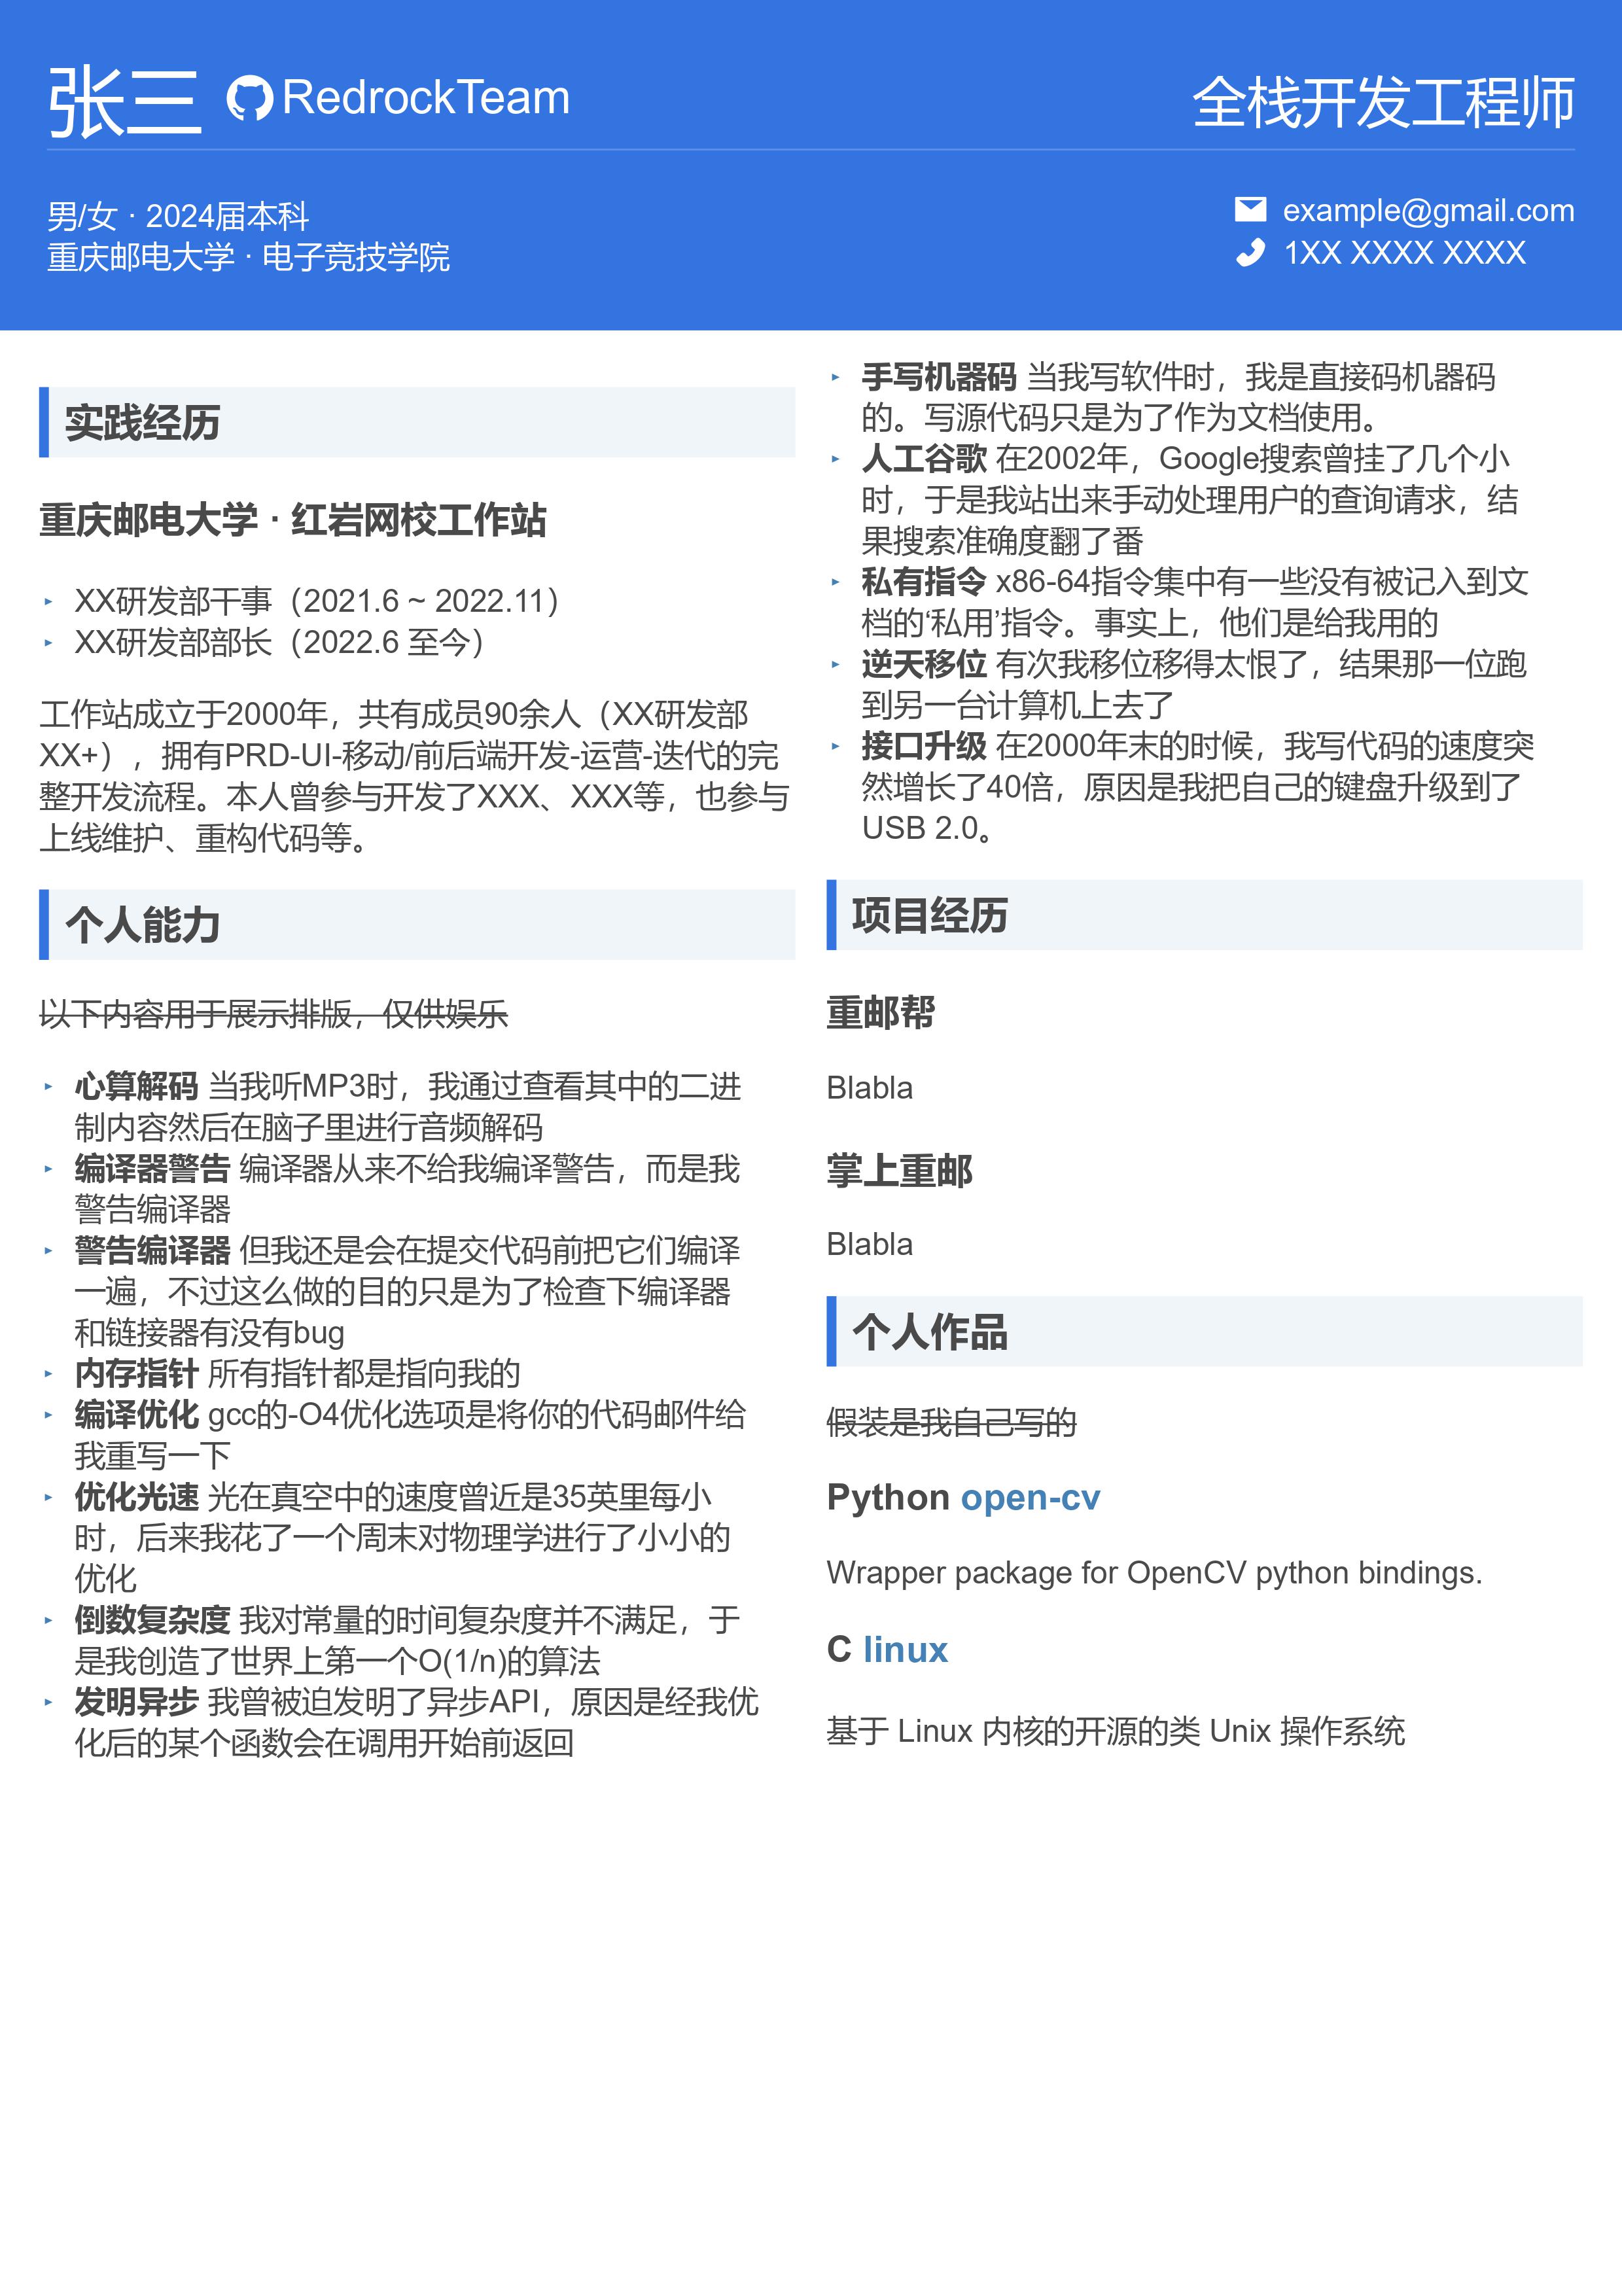 张三 RedrockTeam
全栈开发工程师
男/女 · 2024届本科
重庆邮电大学 · 电子竞技学院
example@gmail.com
1XX XXXX XXXX
实践经历
重庆邮电大学 · 红岩网校工作站
XX研发部干事（2021.6 ~ 2022.11）
XX研发部部长（2022.6 至今）
工作站成立于2000年，共有成员90余人（XX研发部
XX+），拥有PRD-UI-移动/前后端开发-运营-迭代的完
整开发流程。本人曾参与开发了XXX、XXX等，也参与
上线维护、重构代码等。
个人能力
以下内容用于展示排版，仅供娱乐
心算解码 当我听MP3时，我通过查看其中的二进
制内容然后在脑子里进行音频解码
编译器警告 编译器从来不给我编译警告，而是我
警告编译器
警告编译器 但我还是会在提交代码前把它们编译
一遍，不过这么做的目的只是为了检查下编译器
和链接器有没有bug
内存指针 所有指针都是指向我的
编译优化 gcc的-O4优化选项是将你的代码邮件给
我重写一下
优化光速 光在真空中的速度曾近是35英里每小
时，后来我花了一个周末对物理学进行了小小的
优化
倒数复杂度 我对常量的时间复杂度并不满足，于
是我创造了世界上第一个O(1/n)的算法
发明异步 我曾被迫发明了异步API，原因是经我优
化后的某个函数会在调用开始前返回
手写机器码 当我写软件时，我是直接码机器码
的。写源代码只是为了作为文档使用。
人工谷歌 在2002年，Google搜索曾挂了几个小
时，于是我站出来手动处理用户的查询请求，结
果搜索准确度翻了番
私有指令 x86-64指令集中有一些没有被记入到文
档的‘私用’指令。事实上，他们是给我用的
逆天移位 有次我移位移得太恨了，结果那一位跑
到另一台计算机上去了
接口升级 在2000年末的时候，我写代码的速度突
然增长了40倍，原因是我把自己的键盘升级到了
USB 2.0。
项目经历
重邮帮
Blabla
掌上重邮
Blabla
个人作品
假装是我自己写的
Python open-cv
Wrapper package for OpenCV python bindings.
C linux
基于 Linux 内核的开源的类 Unix 操作系统